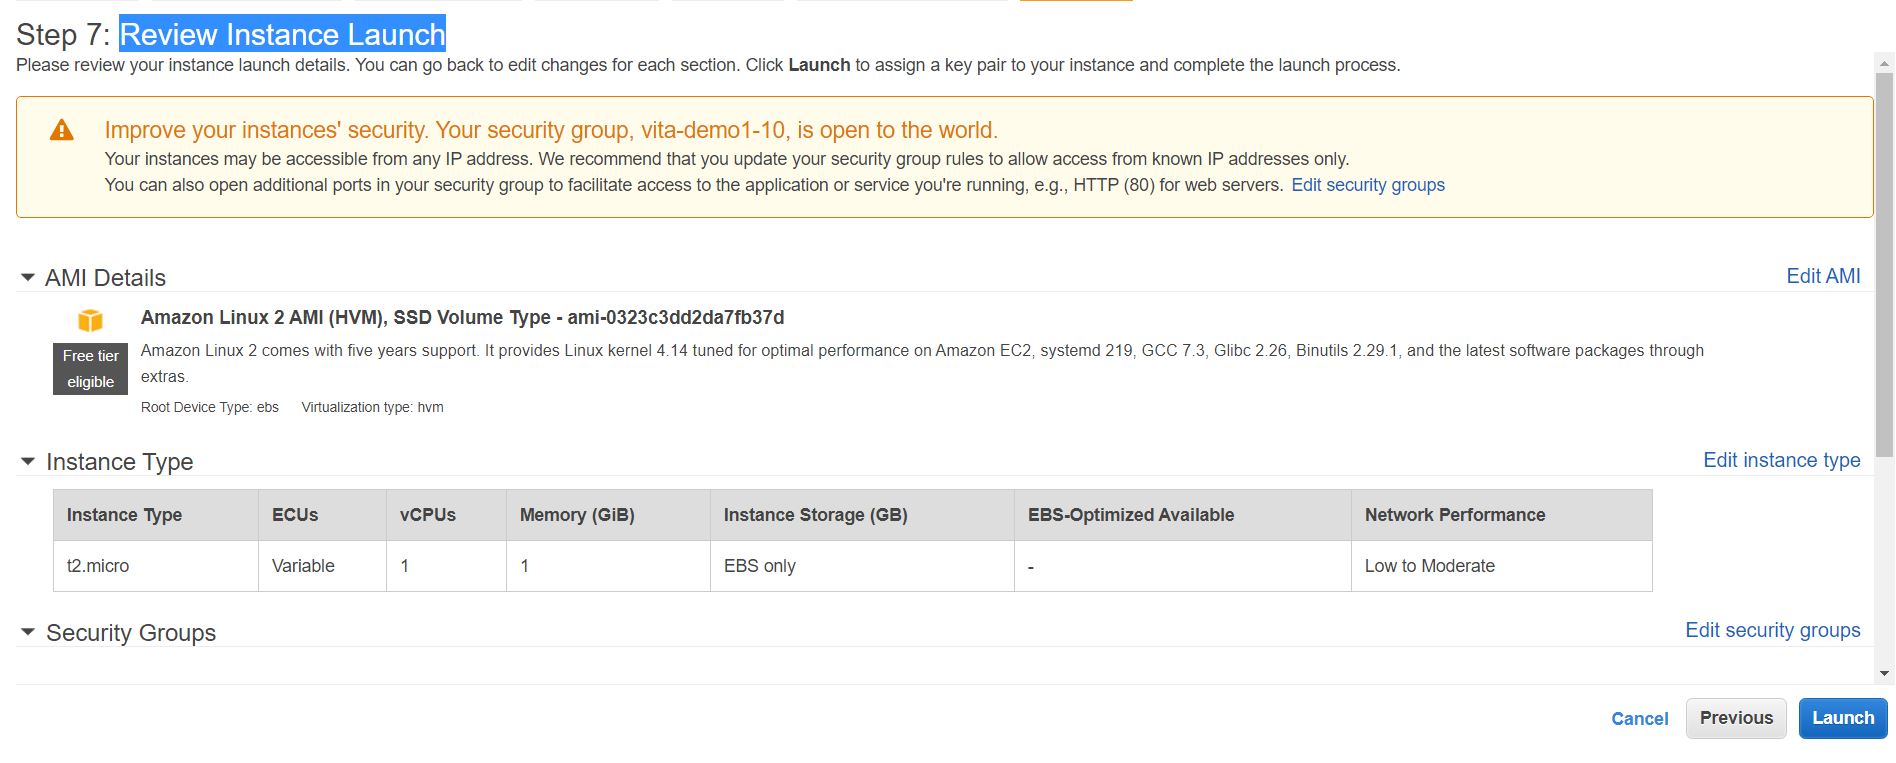 Step 7: Review Instance Launch
Please review your instance launch details. You can go back to edit changes for each section. Click Launch to assign a key pair to your instance and complete the launch process.
Improve your instances' security. Your security group, vita-demo1-10, is open to the world.
Your instances may be accessible from any IP address. We recommend that you update your security group rules to allow access from known IP addresses only.
You can also open additional ports in your security group to facilitate access to the application or service you're running, e.g., HTTP (80) for web servers. Edit security groups
AMI Details Edit AMI
Amazon Linux 2 AMI (HVM), SSD Volume Type - ami-0323c3dd2da7fb37d
Free tier
eligible
Amazon Linux 2 comes with five years support. It provides Linux kernel 4.14 tuned for optimal performance on Amazon EC2, systemd 219, GCC 7.3, Glibc 2.26, Binutils 2.29.1, and the latest software packages through
extras.
Root Device Type: ebs Virtualization type: hvm
Instance Type Edit instance type
Instance Type ECUs vCPUs Memory (GiB) Instance Storage (GB) EBS-Optimized Available Network Performance
t2.micro Variable 1 1 EBS only - Low to Moderate
Security Groups Edit security groups
Cancel Previous Launch